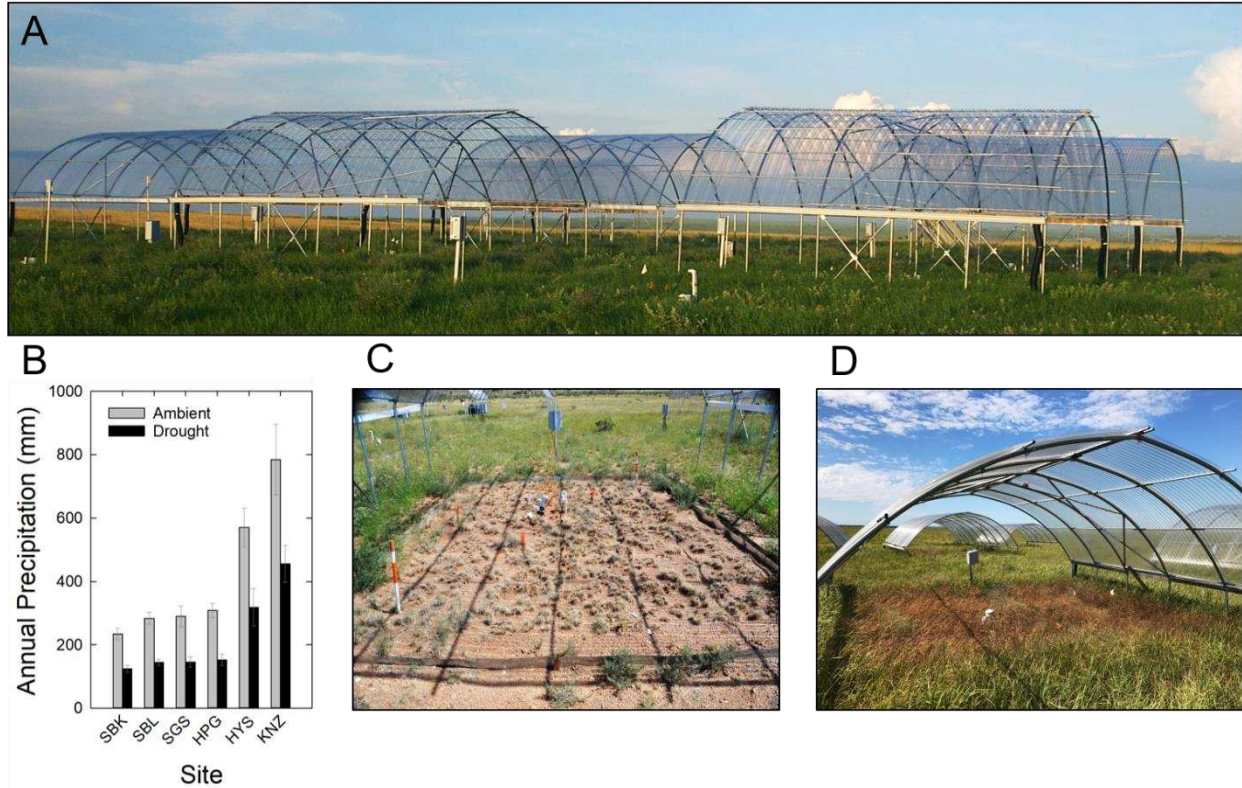 A
B
C
D
1000
800
600
400
200
0
Annual Precipitation (mm)
Ambient
Drought
SBK
SBL
SGS
HPG
HYS
KNZ
Site